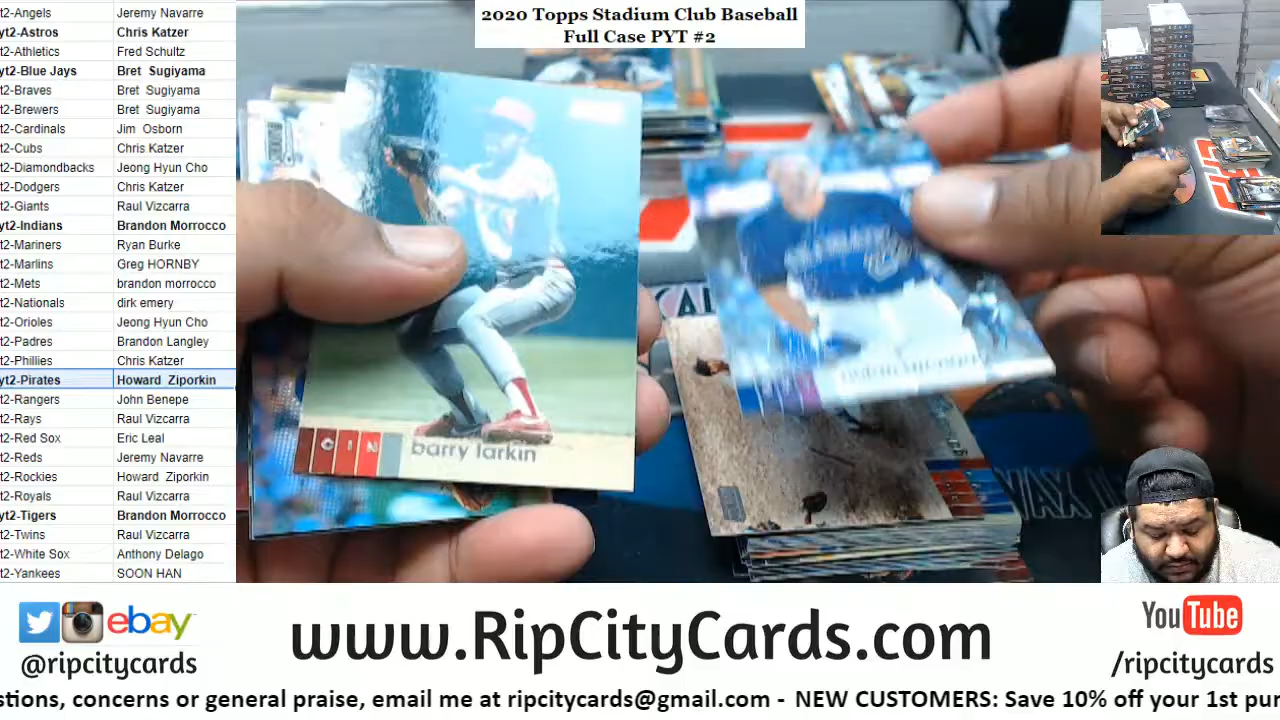 2020 Topps Stadium Club Baseball
Full Case PYT #2
t2-Angels Jeremy Navarre
yt2-Astros Chris Katzer
t2-Athletics Fred Schultz
yt2-Blue Jays Bret Sugiyama
t2-Braves Bret Sugiyama
t2-Brewers Bret Sugiyama
t2-Cardinals Jim Osborn
t2-Cubs Chris Katzer
t2-Diamondbacks Jeong Hyun Cho
t2-Dodgers Chris Katzer
t2-Giants Raul Vizcarra
yt2-Indians Brandon Morrocco
t2-Mariners Ryan Burke
t2-Marlins Greg HORNBY
t2-Mets brandon morrocco
t2-Nationals dirk emery
t2-Orioles Jeong Hyun Cho
t2-Padres Brandon Langley
t2-Phillies Chris Katzer
yt2-Pirates Howard Ziporkin
t2-Rangers John Benepe
t2-Rays Raul Vizcarra
t2-Red Sox Eric Leal
t2-Reds Jeremy Navarre
t2-Rockies Howard Ziporkin
t2-Royals Raul Vizcarra
yt2-Tigers Brandon Morrocco
t2-Twins Raul Vizcarra
t2-White Sox Anthony Delago
t2-Yankees SOON HAN
CIN
barry larkin
WAX
ebay
@ripcitycards
www.RipCityCards.com
YouTube
/ripcitycards
stions, concerns or general praise, email me at ripcitycards@gmail.com - NEW CUSTOMERS: Save 10% off your 1st pur